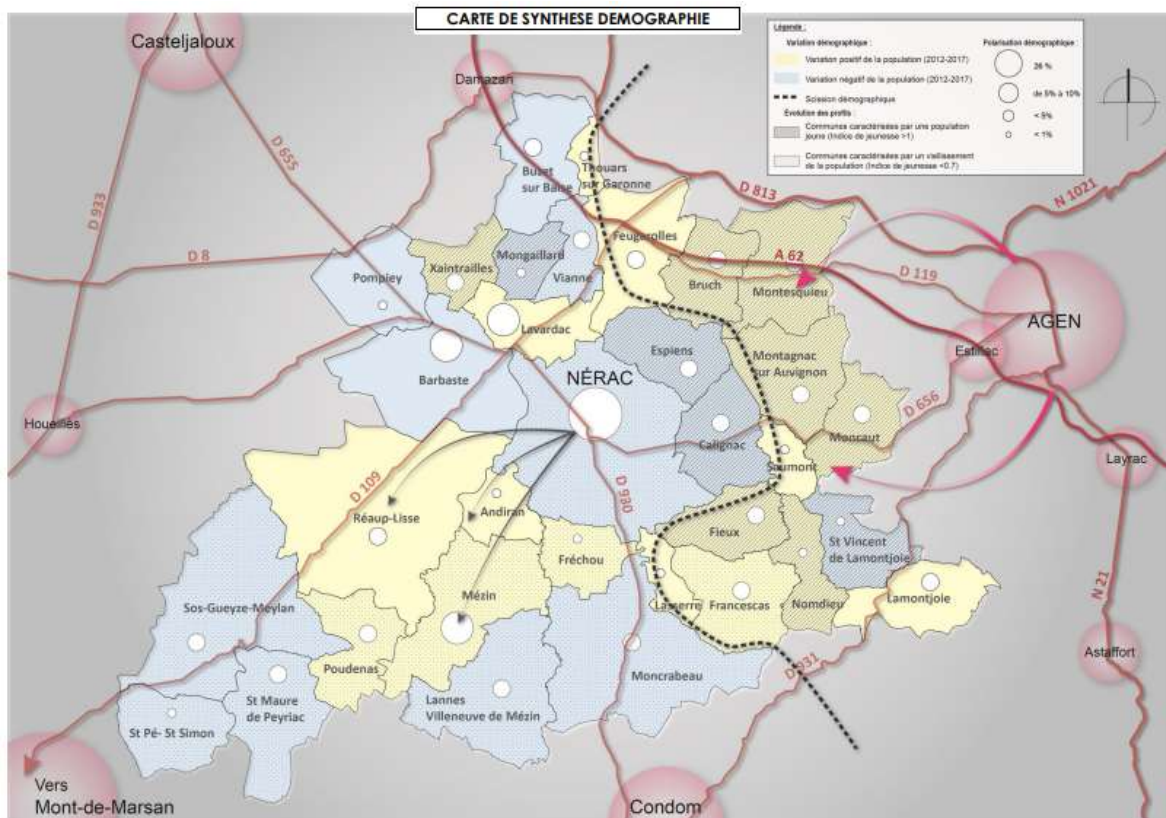 CARTE DE SYNTHESE DEMOGRAPHIE
Légende :
Variation démographique :
Variation positif de la population (2012-2017)
Variation négatif de la population (2012-2017)
Scission démographique
Évolution des profils :
Communes caractérisées par une population
jeune (Indice de jeunesse >1)
Communes caractérisées par un vieillissement
de la population (Indice de jeunesse <0.7)
Polarisation démographique :
26 %
de 5% à 10%
< 5%
< 1%
Casteljaloux
Damazan
D 655
D 933
D 813
N 1021
Buzet
sur Baïse
Thouars
sur Garonne
D 8
Feugarolles
A 62
D 119
Mongaillard
Xaintrailles
Vianne
Pompiey
Bruch
Montesquieu
AGEN
Lavardac
Estillac
Espiens
Montagnac
sur Auvignon
Barbaste
NÉRAC
D 656
Houeillès
Calignac
Moncaut
Saumont
Layrac
D 109
D 930
Réaup-Lisse
Andiran
Fieux
St Vincent
de Lamontjoie
Fréchou
N 21
Mézin
Lasserre
Francescas
Nomdieu
Lamontjoie
Sos-Gueyze-Meylan
Poudenas
Moncrabeau
D 931
Astaffort
St Maure
de Peyriac
Lannes
Villeneuve de Mézin
St Pé- St Simon
Vers
Mont-de-Marsan
Condom